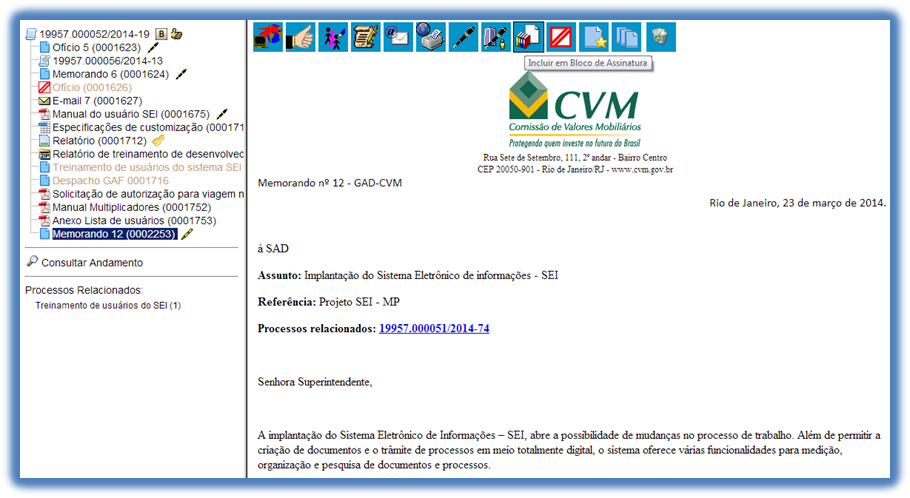 19957.000052/2014-19 B
Ofício 5 (0001623)
19957.000056/2014-13
Memorando 6 (0001624)
Ofício (0001626)
E-mail 7 (0001627)
Manual do usuário SEI (0001675)
Especificações de customização (000171
Relatório (0001712)
Relatório de treinamento de desenvolvec
Treinamento de usuários do sistema SEI
Despacho GAF 0001716
Solicitação de autorização para viagem n
Manual Multiplicadores (0001752)
Anexo Lista de usuários (0001753)
Memorando 12 (0002253)
Consultar Andamento
Processos Relacionados:
Treinamento de usuários do SEI (1)
Incluir em Bloco de Assinatura
CVM
Comissão de Valores Mobiliários
Protegendo quem investe no futuro do Brasil
Rua Sete de Setembro, 111, 2º andar - Bairro Centro
CEP 20050-901 - Rio de Janeiro/RJ - www.cvm.gov.br
Memorando nº 12 - GAD-CVM
Rio de Janeiro, 23 de março de 2014.
à SAD
Assunto: Implantação do Sistema Eletrônico de informações - SEI
Referência: Projeto SEI - MP
Processos relacionados: 19957.000051/2014-74
Senhora Superintendente,
A implantação do Sistema Eletrônico de Informações – SEI, abre a possibilidade de mudanças no processo de trabalho. Além de permitir a
criação de documentos e o trâmite de processos em meio totalmente digital, o sistema oferece várias funcionalidades para medição,
organização e pesquisa de documentos e processos.